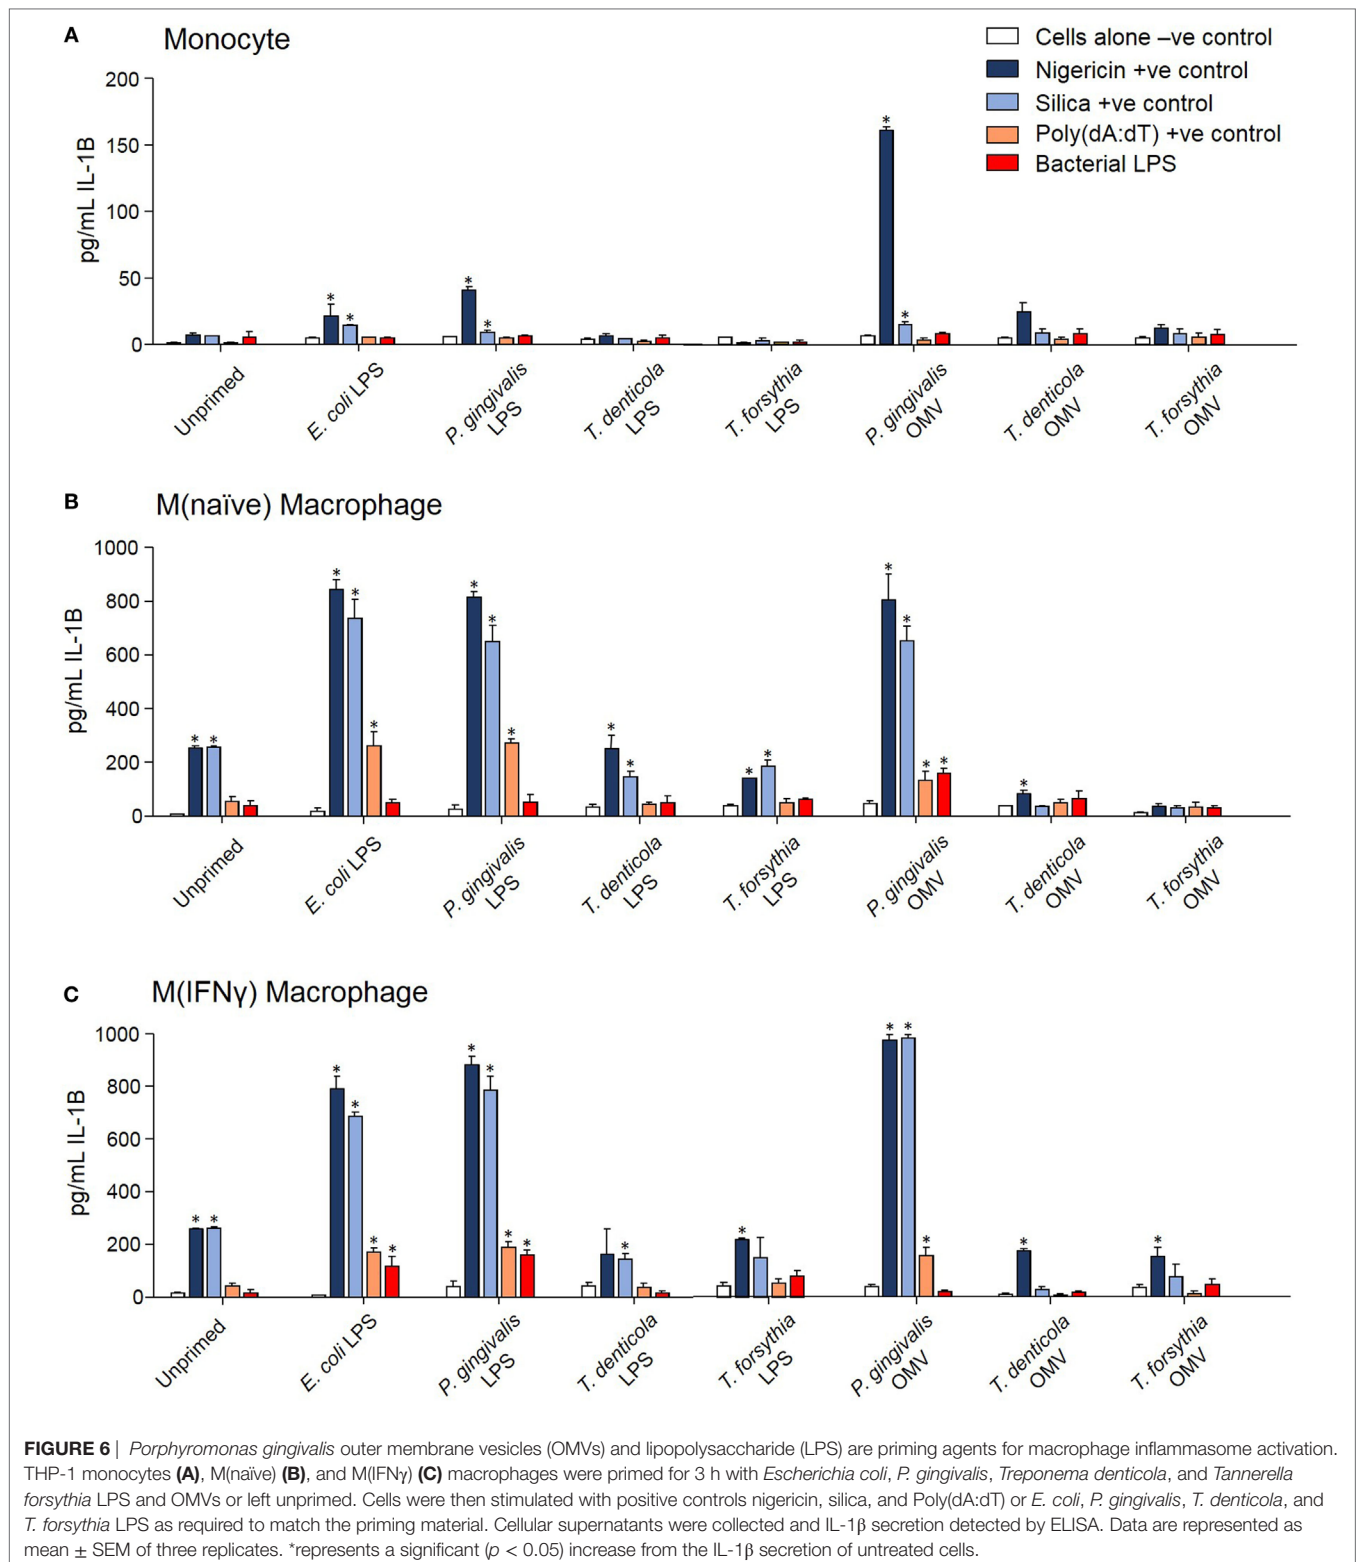 A Monocyte
Cells alone –ve control
Nigericin +ve control
Silica +ve control
Poly(dA:dT) +ve control
Bacterial LPS
pg/mL IL-1B
200
150
100
50
0
* * * * * *
Unprimed
E. coli LPS
P. gingivalis
LPS
T. denticola
LPS
T. forsythia
LPS
P. gingivalis
OMV
T. denticola
OMV
T. forsythia
OMV
B M(naïve) Macrophage
pg/mL IL-1B
1000
800
600
400
200
0
* * * * * * * * * * * * * * * * *
Unprimed
E. coli LPS
P. gingivalis
LPS
T. denticola
LPS
T. forsythia
LPS
P. gingivalis
OMV
T. denticola
OMV
T. forsythia
OMV
C M(IFNγ) Macrophage
pg/mL IL-1B
1000
800
600
400
200
0
* * * * * * * * * * * * * * * * *
Unprimed
E. coli LPS
P. gingivalis
LPS
T. denticola
LPS
T. forsythia
LPS
P. gingivalis
OMV
T. denticola
OMV
T. forsythia
OMV
FIGURE 6 | Porphyromonas gingivalis outer membrane vesicles (OMVs) and lipopolysaccharide (LPS) are priming agents for macrophage inflammasome activation.
THP-1 monocytes (A), M(naïve) (B), and M(IFNγ) (C) macrophages were primed for 3 h with Escherichia coli, P. gingivalis, Treponema denticola, and Tannerella
forsythia LPS and OMVs or left unprimed. Cells were then stimulated with positive controls nigericin, silica, and Poly(dA:dT) or E. coli, P. gingivalis, T. denticola, and
T. forsythia LPS as required to match the priming material. Cellular supernatants were collected and IL-1β secretion detected by ELISA. Data are represented as
mean ± SEM of three replicates. *represents a significant (p < 0.05) increase from the IL-1β secretion of untreated cells.